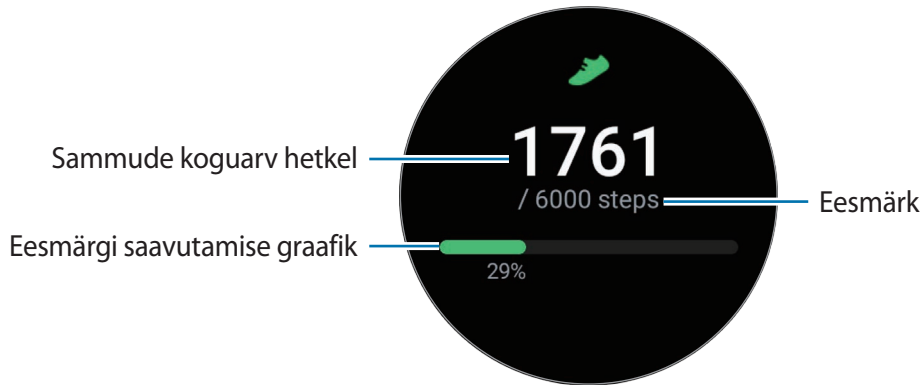 1761
Sammude koguarv hetkel
/ 6000 steps
Eesmärk
Eesmärgi saavutamise graafik
29%